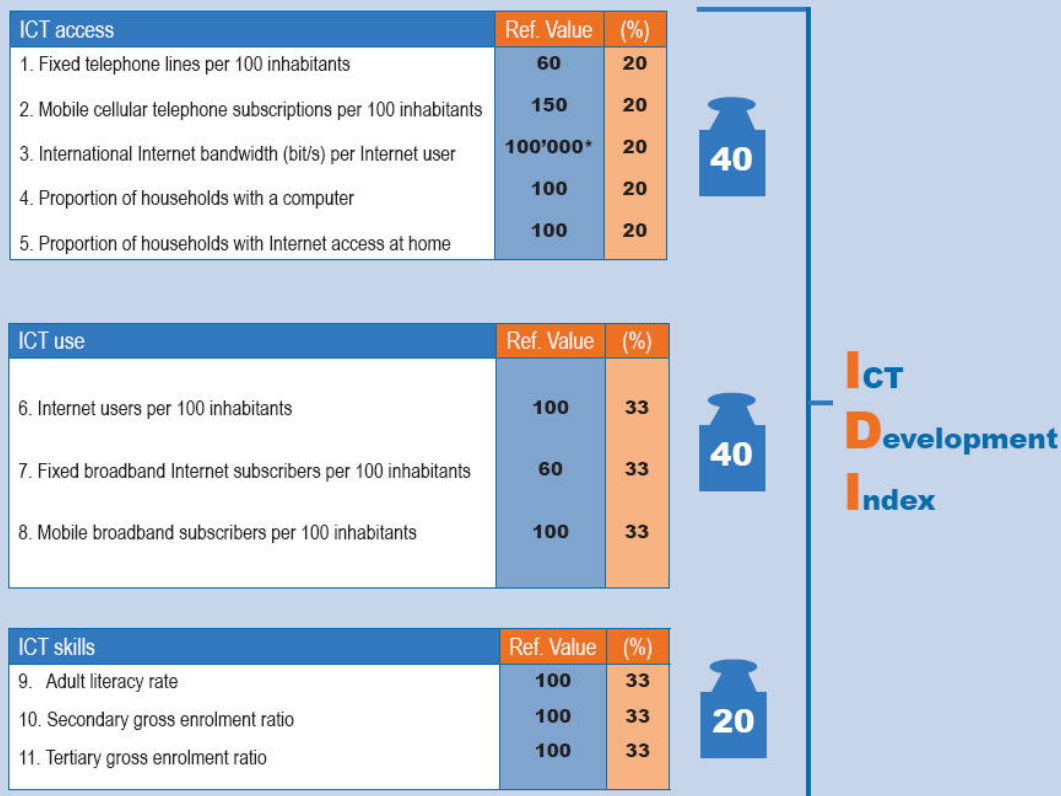 ICT access Ref. Value (%)
1. Fixed telephone lines per 100 inhabitants 60 20
2. Mobile cellular telephone subscriptions per 100 inhabitants 150 20
3. International Internet bandwidth (bit/s) per Internet user 100’000* 20
4. Proportion of households with a computer 100 20
5. Proportion of households with Internet access at home 100 20
40
ICT use Ref. Value (%)
6. Internet users per 100 inhabitants 100 33
7. Fixed broadband Internet subscribers per 100 inhabitants 60 33
8. Mobile broadband subscribers per 100 inhabitants 100 33
40
ICT skills Ref. Value (%)
9. Adult literacy rate 100 33
10. Secondary gross enrolment ratio 100 33
11. Tertiary gross enrolment ratio 100 33
20
ICT
Development
Index